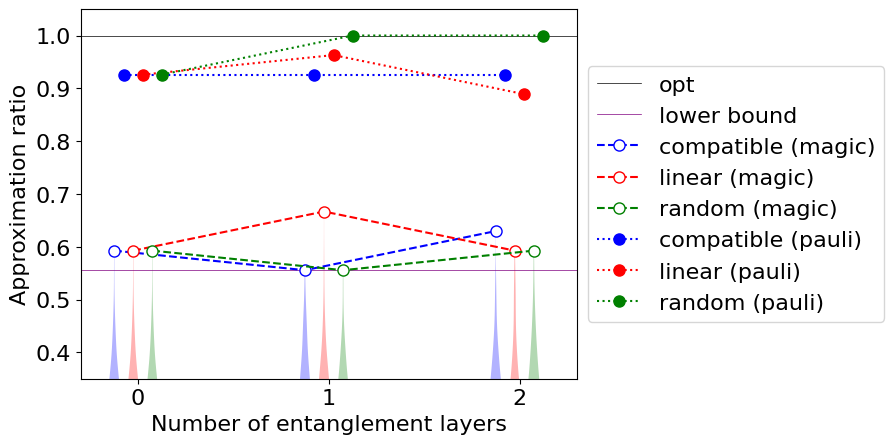 Approximation ratio
1.0
0.9
0.8
0.7
0.6
0.5
0.4
0
1
2
Number of entanglement layers
opt
lower bound
compatible (magic)
linear (magic)
random (magic)
compatible (pauli)
linear (pauli)
random (pauli)